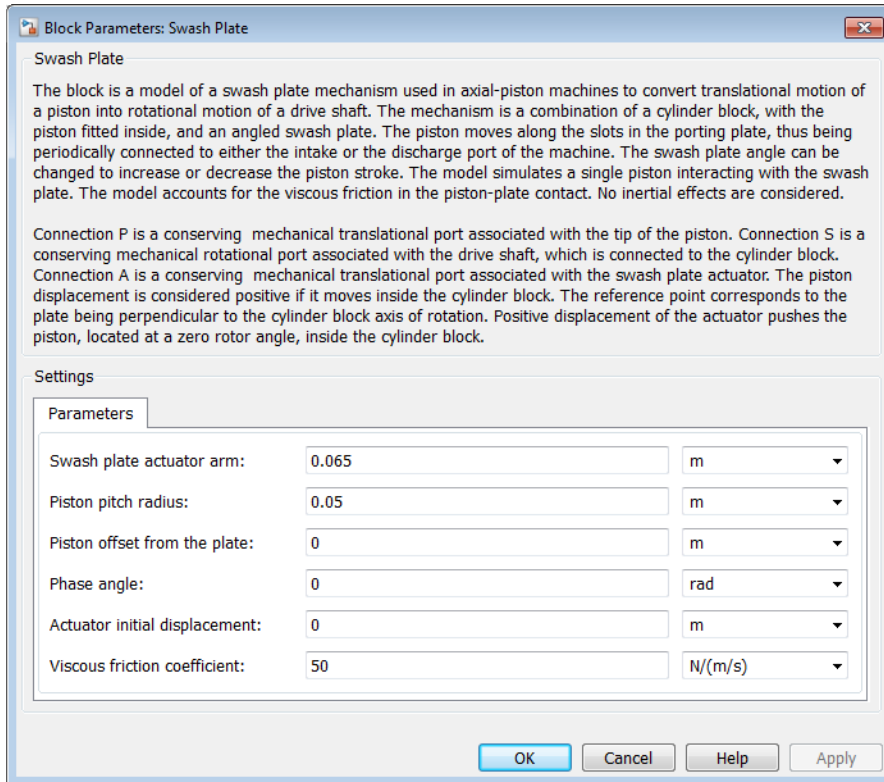 Block Parameters: Swash Plate
Swash Plate
The block is a model of a swash plate mechanism used in axial-piston machines to convert translational motion of
a piston into rotational motion of a drive shaft. The mechanism is a combination of a cylinder block, with the
piston fitted inside, and an angled swash plate. The piston moves along the slots in the porting plate, thus being
periodically connected to either the intake or the discharge port of the machine. The swash plate angle can be
changed to increase or decrease the piston stroke. The model simulates a single piston interacting with the swash
plate. The model accounts for the viscous friction in the piston-plate contact. No inertial effects are considered.
Connection P is a conserving  mechanical translational port associated with the tip of the piston. Connection S is a
conserving mechanical rotational port associated with the drive shaft, which is connected to the cylinder block.
Connection A is a conserving  mechanical translational port associated with the swash plate actuator. The piston
displacement is considered positive if it moves inside the cylinder block. The reference point corresponds to the
plate being perpendicular to the cylinder block axis of rotation. Positive displacement of the actuator pushes the
piston, located at a zero rotor angle, inside the cylinder block.
Settings
Parameters
Swash plate actuator arm: 0.065 m
Piston pitch radius: 0.05 m
Piston offset from the plate: 0 m
Phase angle: 0 rad
Actuator initial displacement: 0 m
Viscous friction coefficient: 50 N/(m/s)
OK Cancel Help Apply